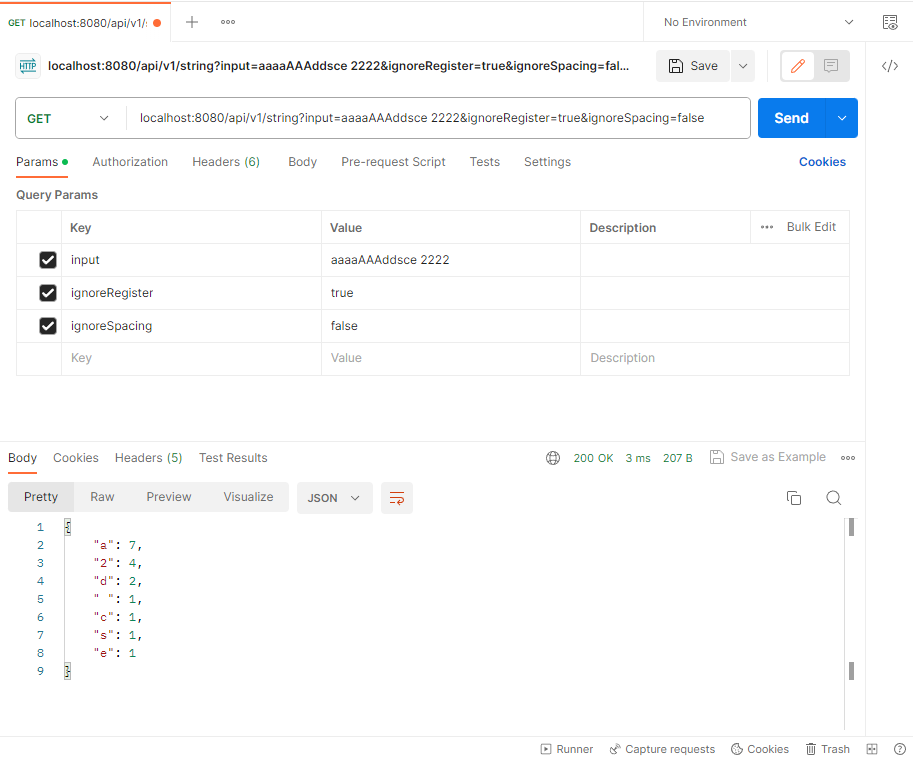 GET localhost:8080/api/v1/s
No Environment
HTTP localhost:8080/api/v1/string?input=aaaaAAAddsce 2222&ignoreRegister=true&ignoreSpacing=fal...
Save
GET localhost:8080/api/v1/string?input=aaaaAAAddsce 2222&ignoreRegister=true&ignoreSpacing=false
Send
Params Authorization Headers (6) Body Pre-request Script Tests Settings Cookies
Query Params
Key Value Description Bulk Edit
input aaaaAAAddsce 2222
ignoreRegister true
ignoreSpacing false
Key Value Description
Body Cookies Headers (5) Test Results 200 OK 3 ms 207 B Save as Example
Pretty Raw Preview Visualize JSON
1 {
2 "a": 7,
3 "2": 4,
4 "d": 2,
5 " ": 1,
6 "c": 1,
7 "s": 1,
8 "e": 1
9 }
Runner Capture requests Cookies Trash